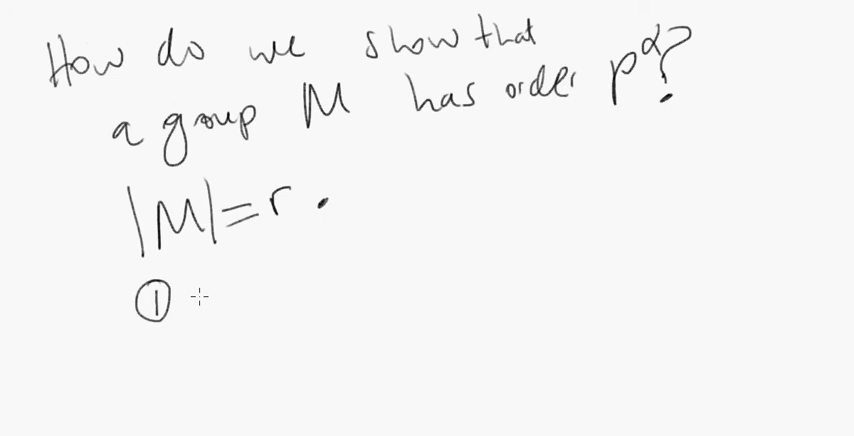 How do we show that
a group M has order p^α?
|M|=r.
①